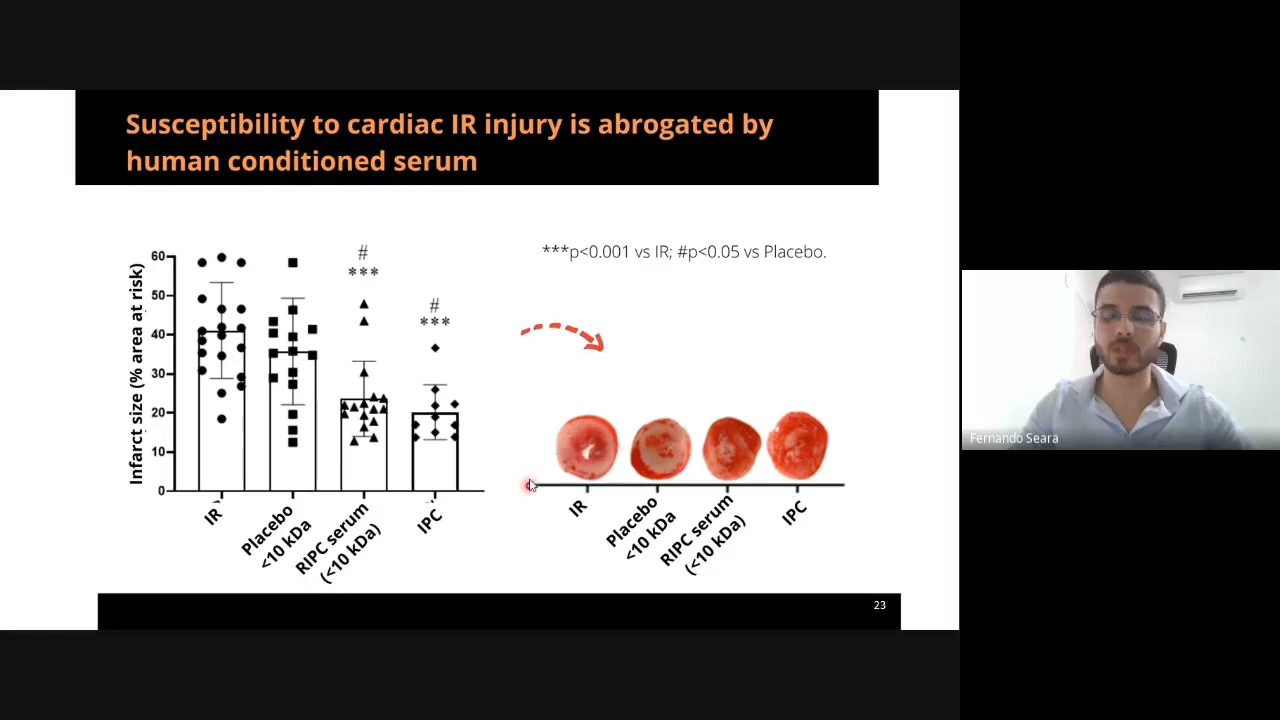 Susceptibility to cardiac IR injury is abrogated by
human conditioned serum
***p<0.001 vs IR; #p<0.05 vs Placebo.
Infarct size (% area at risk)
60
50
40
30
20
10
0
#
***
#
***
IR
Placebo
<10 kDa
RIPC serum
(<10 kDa)
IPC
IR
Placebo
<10 kDa
RIPC serum
(<10 kDa)
IPC
23
Fernando Seara